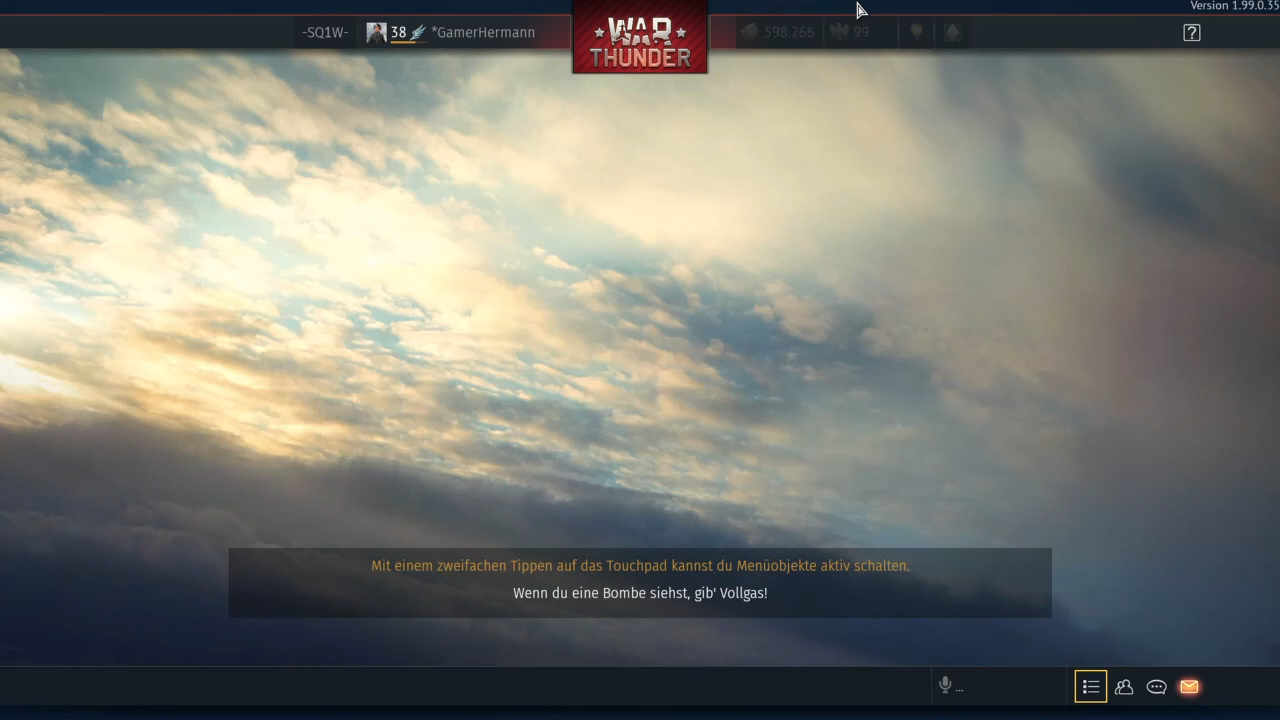 Version 1.99.0.35
-SQ1W- 38 *GamerHermann
WAR
THUNDER
598.266 99
?
Mit einem zweifachen Tippen auf das Touchpad kannst du Menüobjekte aktiv schalten.
Wenn du eine Bombe siehst, gib' Vollgas!
...